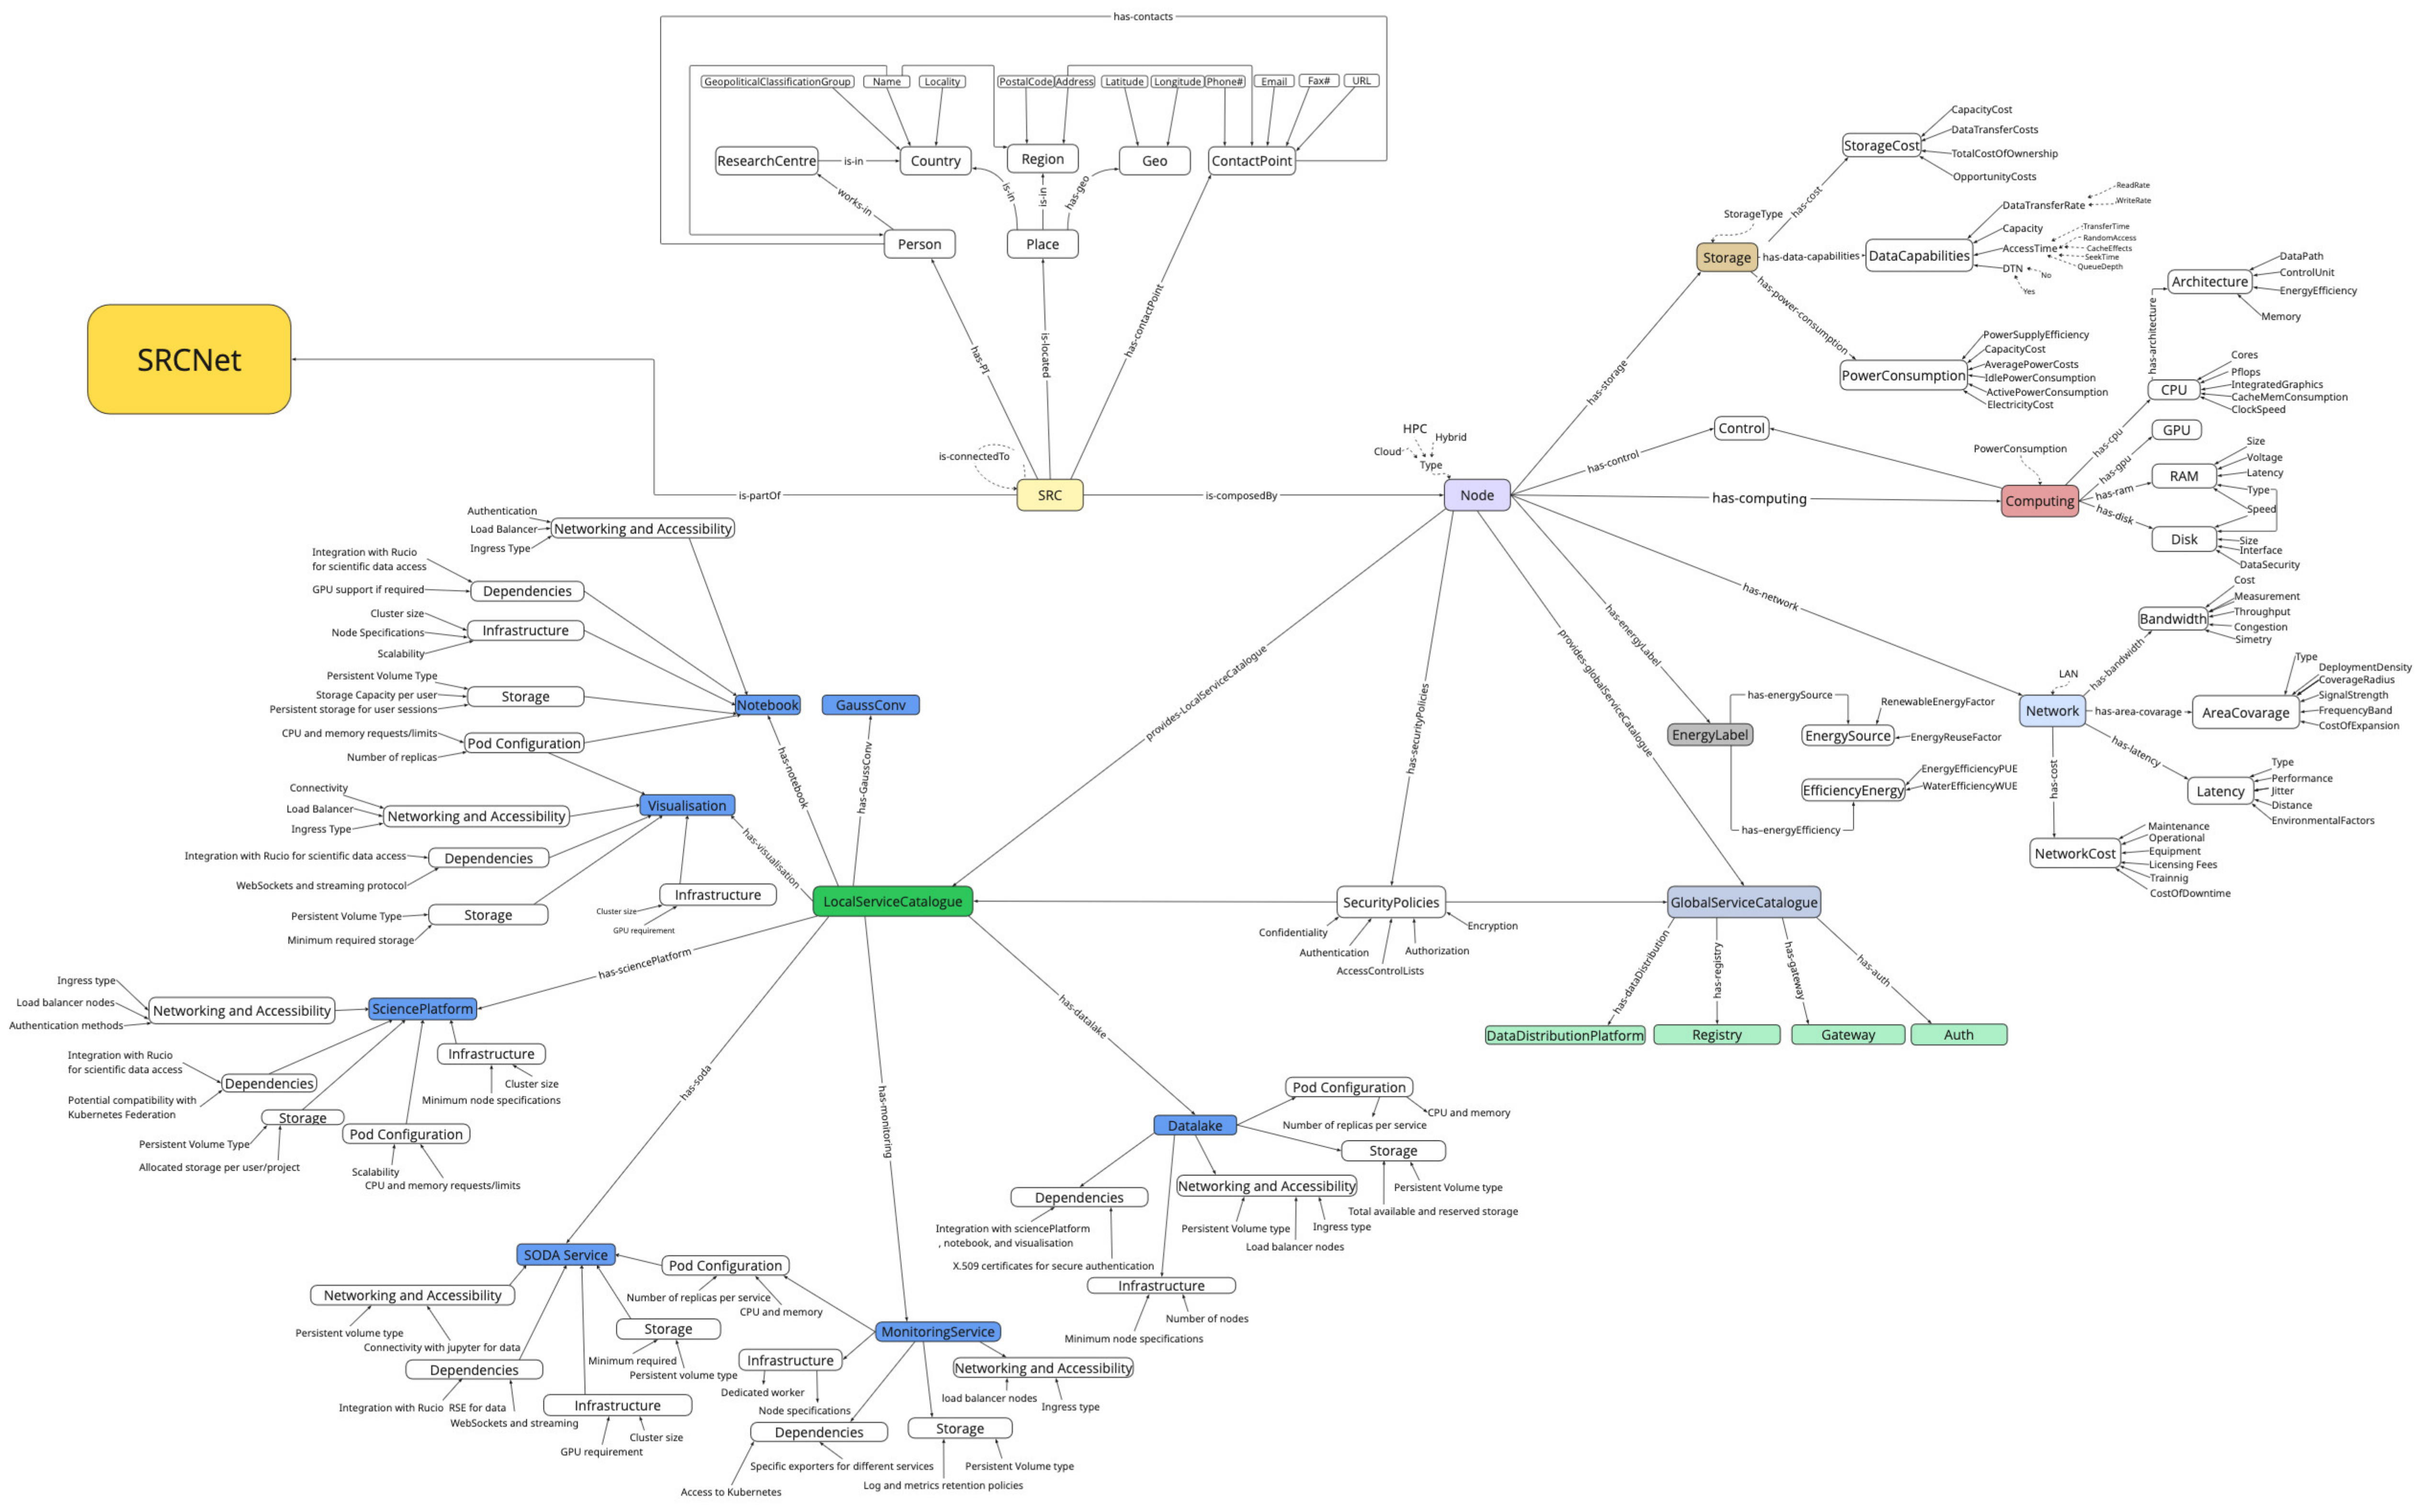 has-contacts
GeopoliticalClassificationGroup
Name
Locality
PostalCode
Address
Latitude
Longitude
Phone#
Email
Fax#
URL
ResearchCentre
is-in
Country
Region
Geo
ContactPoint
works-in
is-in
is-in
has-geo
Person
Place
has-PI
is-located
has-contactPoint
SRCNet
is-connectedTo
is-partOf
SRC
is-composedBy
Node
HPC
Hybrid
Cloud
Type
has-storage
StorageType
Storage
has-cost
StorageCost
CapacityCost
DataTransferCosts
TotalCostOfOwnership
OpportunityCosts
has-data-capabilities
DataCapabilities
DataTransferRate
ReadRate
WriteRate
Capacity
AccessTime
TransferTime
RandomAccess
CacheEffects
SeekTime
QueueDepth
DTN
No
Yes
has-power-consumption
PowerConsumption
PowerSupplyEfficiency
CapacityCost
AveragePowerCosts
IdlePowerConsumption
ActivePowerConsumption
ElectricityCost
has-control
Control
has-computing
PowerConsumption
Computing
has-cpu
has-gpu
has-ram
has-disk
has-architecture
Architecture
DataPath
ControlUnit
EnergyEfficiency
Memory
CPU
Cores
Pflops
IntegratedGraphics
CacheMemConsumption
ClockSpeed
GPU
RAM
Size
Voltage
Latency
Type
Speed
Disk
Size
Interface
DataSecurity
has-network
LAN
Network
has-bandwidth
Bandwidth
Cost
Measurement
Throughput
Congestion
Simetry
has-area-covarage
AreaCovarage
Type
DeploymentDensity
CoverageRadius
SignalStrength
FrequencyBand
CostOfExpansion
has-latency
Latency
Type
Performance
Jitter
Distance
EnvironmentalFactors
has-cost
NetworkCost
Maintenance
Operational
Equipment
Licensing Fees
Trainnig
CostOfDowntime
has-energyLabel
EnergyLabel
has-energySource
EnergySource
RenewableEnergyFactor
EnergyReuseFactor
has–energyEfficiency
EfficiencyEnergy
EnergyEfficiencyPUE
WaterEfficiencyWUE
provides-globalServiceCatalogue
has-securityPolicies
provides-LocalServiceCatalogue
SecurityPolicies
Confidentiality
Authentication
AccessControlLists
Authorization
Encryption
GlobalServiceCatalogue
has-dataDistribution
has-registry
has-gateway
has-auth
DataDistributionPlatform
Registry
Gateway
Auth
LocalServiceCatalogue
has-notebook
has-GaussConv
has-visualisation
has-sciencePlatform
has-soda
has-monitoring
has-datalake
Notebook
GaussConv
Authentication
Load Balancer
Ingress Type
Networking and Accessibility
Integration with Rucio
for scientific data access
GPU support if required
Dependencies
Cluster size
Node Specifications
Scalability
Infrastructure
Persistent Volume Type
Storage Capacity per user
Persistent storage for user sessions
Storage
CPU and memory requests/limits
Number of replicas
Pod Configuration
Visualisation
Connectivity
Load Balancer
Ingress Type
Networking and Accessibility
Integration with Rucio for scientific data access
WebSockets and streaming protocol
Dependencies
Persistent Volume Type
Minimum required storage
Storage
Infrastructure
Cluster size
GPU requirement
SciencePlatform
Ingress type
Load balancer nodes
Authentication methods
Networking and Accessibility
Integration with Rucio
for scientific data access
Potential compatibility with
Kubernetes Federation
Dependencies
Storage
Persistent Volume Type
Allocated storage per user/project
Pod Configuration
Scalability
CPU and memory requests/limits
Infrastructure
Cluster size
Minimum node specifications
SODA Service
Networking and Accessibility
Persistent volume type
Connectivity with jupyter for data
Dependencies
Integration with Rucio RSE for data
WebSockets and streaming
Infrastructure
GPU requirement
Cluster size
Storage
Minimum required
Persistent volume type
Pod Configuration
Number of replicas per service
CPU and memory
MonitoringService
Infrastructure
Dedicated worker
Node specifications
Dependencies
Specific exporters for different services
Access to Kubernetes
Storage
Log and metrics retention policies
Persistent Volume type
Networking and Accessibility
load balancer nodes
Ingress type
Datalake
Pod Configuration
Number of replicas per service
CPU and memory
Storage
Persistent Volume type
Total available and reserved storage
Networking and Accessibility
Persistent Volume type
Ingress type
Load balancer nodes
Dependencies
Integration with sciencePlatform
, notebook, and visualisation
X.509 certificates for secure authentication
Infrastructure
Number of nodes
Minimum node specifications